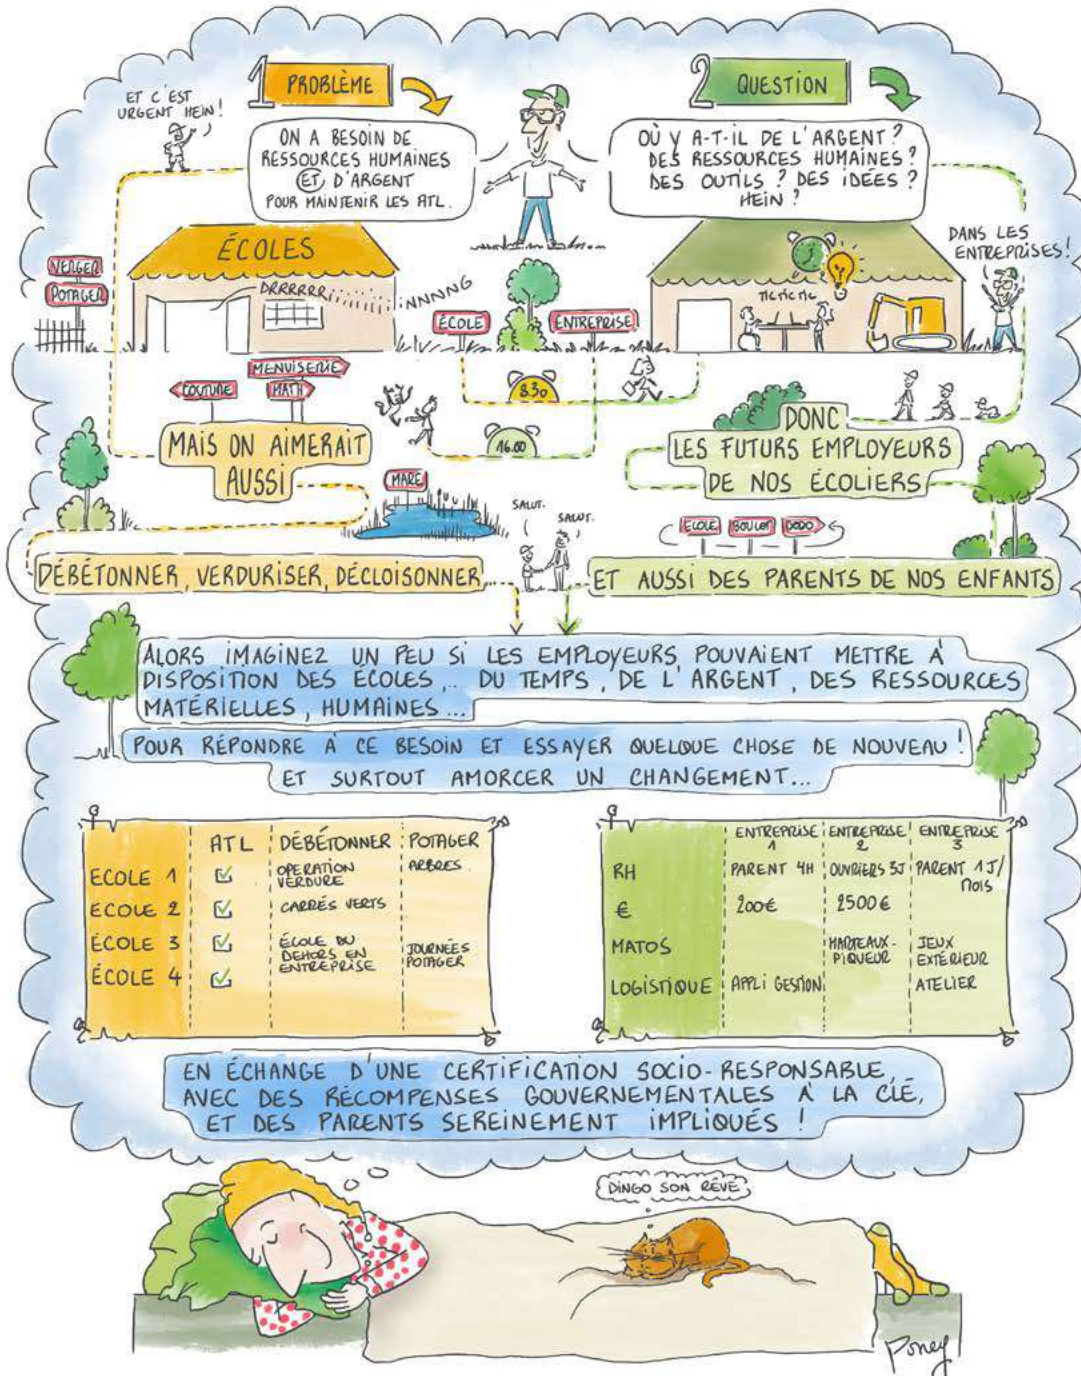 1 PROBLÈME
2 QUESTION
ET C'EST
URGENT HEIN!
ON A BESOIN DE
RESSOURCES HUMAINES
ET D'ARGENT
POUR MAINTENIR LES ATL.
OÙ Y A-T-IL DE L'ARGENT?
DES RESSOURCES HUMAINES?
DES OUTILS? DES IDÉES?
HEIN?
ÉCOLES
DANS LES
ENTREPRISES!
VERGER
POTAGER
DRRRRRRiiiiiiiiiiiNNNNG
TIC TIC TIC
ÉCOLE
ENTREPRISE
MENUISERIE
COUTURE
MATH
8.30
16.00
MAIS ON AIMERAIT
AUSSI
DONC
LES FUTURS EMPLOYEURS
DE NOS ÉCOLIERS
MARE
SALUT.
SALUT.
ECOLE
BOULOT
DODO
DÉBÉTONNER, VERDURISER, DÉCLOISONNER...
ET AUSSI DES PARENTS DE NOS ENFANTS
ALORS IMAGINEZ UN PEU SI LES EMPLOYEURS POUVAIENT METTRE À
DISPOSITION DES ÉCOLES... DU TEMPS, DE L'ARGENT, DES RESSOURCES
MATÉRIELLES, HUMAINES...
POUR RÉPONDRE À CE BESOIN ET ESSAYER QUELQUE CHOSE DE NOUVEAU!
ET SURTOUT AMORCER UN CHANGEMENT...
ATL DÉBÉTONNER POTAGER
ECOLE 1 OPERATION VERDURE ARBRES
ECOLE 2 CARRÉS VERTS
ÉCOLE 3 ÉCOLE DU DEHORS EN ENTREPRISE JOURNÉES POTAGER
ÉCOLE 4
ENTREPRISE 1 ENTREPRISE 2 ENTREPRISE 3
RH PARENT 4H OUVRIERS 3J PARENT 1J/MOIS
€ 200€ 2500€
MATOS MARTEAUX-PIQUEUR JEUX EXTÉRIEUR
LOGISTIQUE APPLI GESTION ATELIER
EN ÉCHANGE D'UNE CERTIFICATION SOCIO-RESPONSABLE,
AVEC DES RÉCOMPENSES GOUVERNEMENTALES À LA CLÉ,
ET DES PARENTS SEREINEMENT IMPLIQUÉS!
DINGO SON RÊVE
Poney